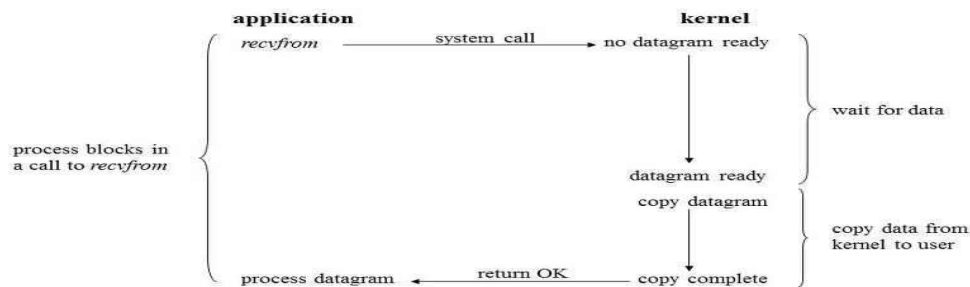 application
kernel
recvfrom
system call
no datagram ready
wait for data
process blocks in
a call to recvfrom
datagram ready
copy datagram
copy data from
kernel to user
process datagram
return OK
copy complete